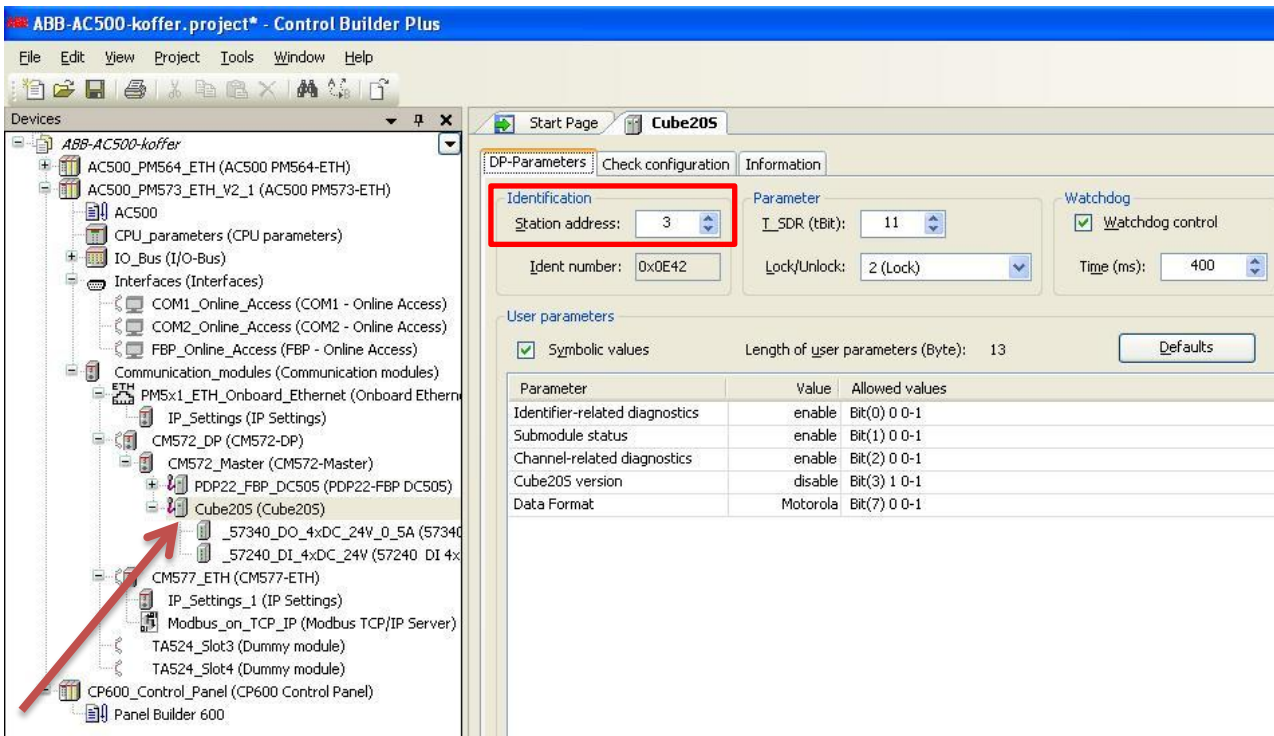 ABB-AC500-koffer.project* - Control Builder Plus
File Edit View Project Tools Window Help
Devices
ABB-AC500-koffer
AC500_PM564_ETH (AC500 PM564-ETH)
AC500_PM573_ETH_V2_1 (AC500 PM573-ETH)
AC500
CPU_parameters (CPU parameters)
IO_Bus (I/O-Bus)
Interfaces (Interfaces)
COM1_Online_Access (COM1 - Online Access)
COM2_Online_Access (COM2 - Online Access)
FBP_Online_Access (FBP - Online Access)
Communication_modules (Communication modules)
ETH PM5x1_ETH_Onboard_Ethernet (Onboard Ethern
IP_Settings (IP Settings)
CM572_DP (CM572-DP)
CM572_Master (CM572-Master)
PDP22_FBP_DC505 (PDP22-FBP DC505)
Cube20S (Cube20S)
_57340_DO_4xDC_24V_0_5A (57340
_57240_DI_4xDC_24V (57240 DI 4x
CM577_ETH (CM577-ETH)
IP_Settings_1 (IP Settings)
Modbus_on_TCP_IP (Modbus TCP/IP Server)
TA524_Slot3 (Dummy module)
TA524_Slot4 (Dummy module)
CP600_Control_Panel (CP600 Control Panel)
Panel Builder 600
Start Page Cube20S
DP-Parameters Check configuration Information
Identification Parameter Watchdog
Station address: 3 T_SDR (tBit): 11 Watchdog control
Ident number: 0x0E42 Lock/Unlock: 2 (Lock) Time (ms): 400
User parameters
Symbolic values Length of user parameters (Byte): 13 Defaults
Parameter Value Allowed values
Identifier-related diagnostics enable Bit(0) 0 0-1
Submodule status enable Bit(1) 0 0-1
Channel-related diagnostics enable Bit(2) 0 0-1
Cube20S version disable Bit(3) 1 0-1
Data Format Motorola Bit(7) 0 0-1